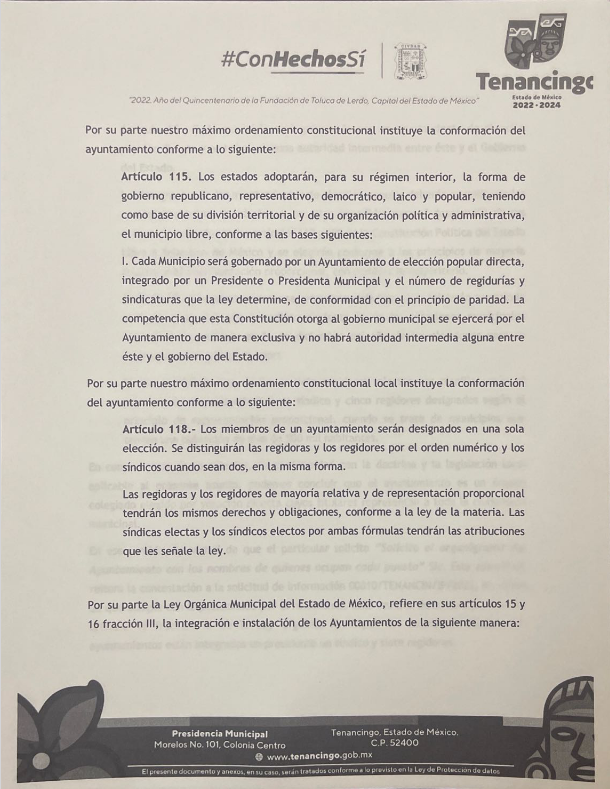 #ConHechosSí
Tenancingo
Estado de México
2022 - 2024
"2022. Año del Quincentenario de la Fundación de Toluca de Lerdo, Capital del Estado de México"
Por su parte nuestro máximo ordenamiento constitucional instituye la conformación del
ayuntamiento conforme a lo siguiente:
Artículo 115. Los estados adoptarán, para su régimen interior, la forma de
gobierno republicano, representativo, democrático, laico y popular, teniendo
como base de su división territorial y de su organización política y administrativa,
el municipio libre, conforme a las bases siguientes:
I. Cada Municipio será gobernado por un Ayuntamiento de elección popular directa,
integrado por un Presidente o Presidenta Municipal y el número de regidurías y
sindicaturas que la ley determine, de conformidad con el principio de paridad. La
competencia que esta Constitución otorga al gobierno municipal se ejercerá por el
Ayuntamiento de manera exclusiva y no habrá autoridad intermedia alguna entre
éste y el gobierno del Estado.
Por su parte nuestro máximo ordenamiento constitucional local instituye la conformación
del ayuntamiento conforme a lo siguiente:
Artículo 118.- Los miembros de un ayuntamiento serán designados en una sola
elección. Se distinguirán las regidoras y los regidores por el orden numérico y los
síndicos cuando sean dos, en la misma forma.
Las regidoras y los regidores de mayoría relativa y de representación proporcional
tendrán los mismos derechos y obligaciones, conforme a la ley de la materia. Las
síndicas electas y los síndicos electos por ambas fórmulas tendrán las atribuciones
que les señale la ley.
Por su parte la Ley Orgánica Municipal del Estado de México, refiere en sus artículos 15 y
16 fracción III, la integración e instalación de los Ayuntamientos de la siguiente manera:
Presidencia Municipal
Morelos No. 101, Colonia Centro
Tenancingo, Estado de México.
C.P. 52400
www.tenancingo.gob.mx
El presente documento y anexos, en su caso, serán tratados conforme a lo previsto en la Ley de Protección de datos